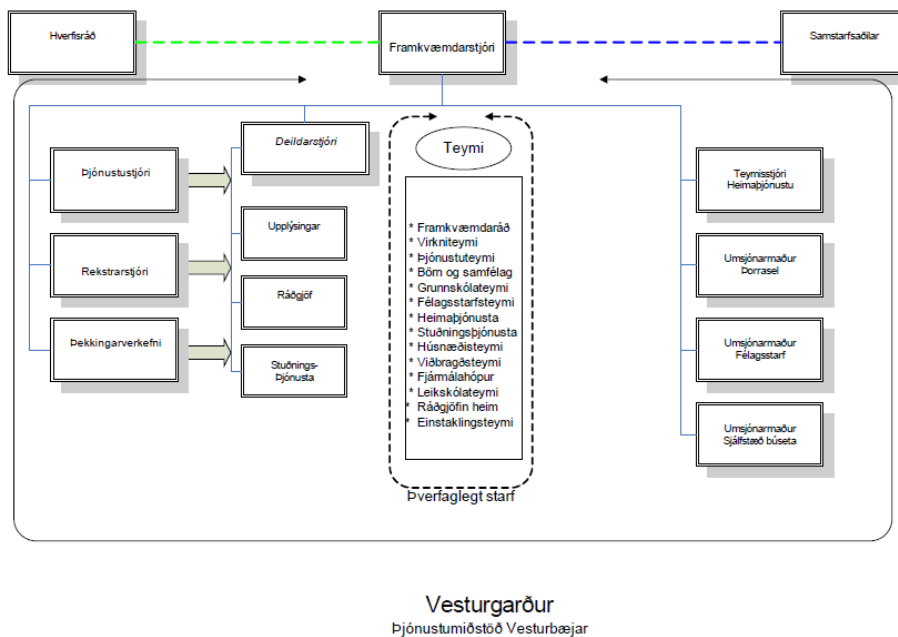 Hverfisráð
Framkvæmdarstjóri
Samstarfsaðilar
Þjónustustjóri
Rekstrarstjóri
Þekkingarverkefni
Deildarstjóri
Upplýsingar
Ráðgjöf
Stuðnings-
Þjónusta
Teymi
* Framkvæmdaráð
* Virkniteymi
* Þjónustuteymi
* Börn og samfélag
* Grunnskólateymi
* Félagsstarfsteymi
* Heimaþjónusta
* Stuðningsþjónusta
* Húsnæðisteymi
* Viðbragðsteymi
* Fjármálahópur
* Leikskólateymi
* Ráðgjöfin heim
* Einstaklingsteymi
Þverfaglegt starf
Teymisstjóri
Heimaþjónustu
Umsjónarmaður
Þorrasel
Umsjónarmaður
Félagsstarf
Umsjónarmaður
Sjálfstæð búseta
Vesturgarður
Þjónustumiðstöð Vesturbæjar